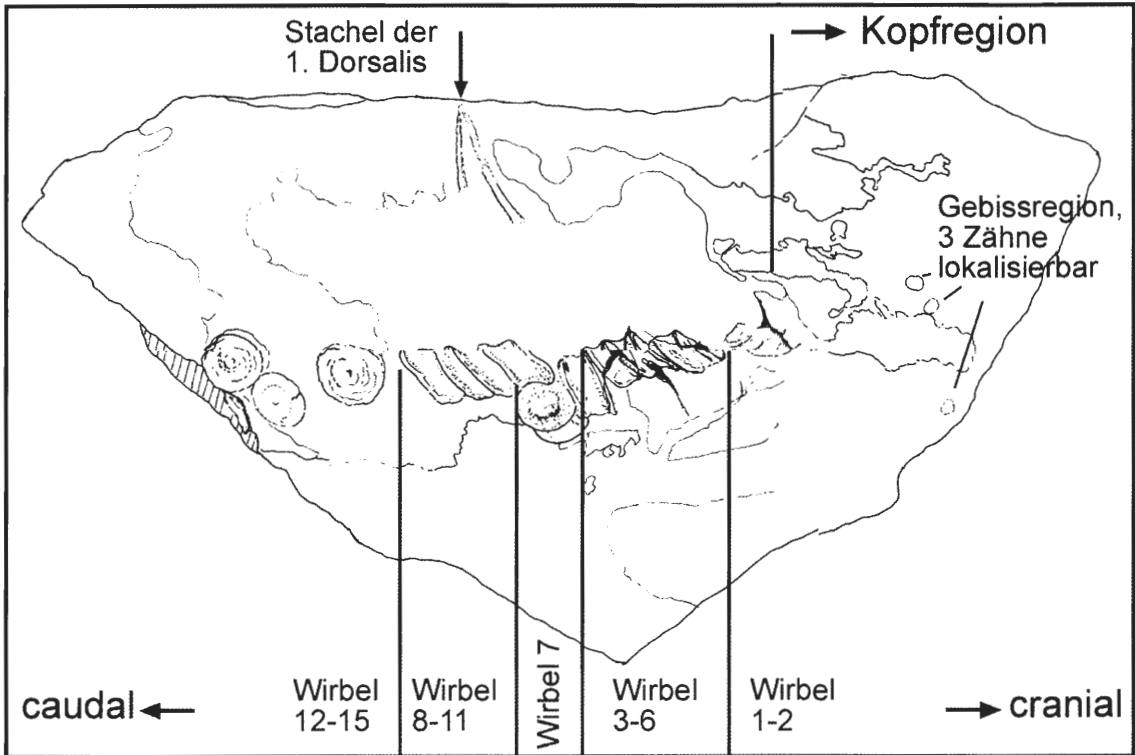 Stachel der
1. Dorsalis
Kopfregion
Gebissregion,
3 Zähne
lokalisierbar
caudal
Wirbel
12-15
Wirbel
8-11
Wirbel 7
Wirbel
3-6
Wirbel
1-2
cranial